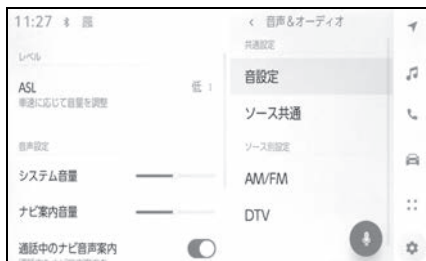 11:27
レベル
ASL
低
車速に応じて音量を調整
音声設定
システム音量
ナビ案内音量
通話中のナビ音声案内
< 音声&オーディオ
共通設定
音設定
ソース共通
ソース別設定
AM/FM
DTV